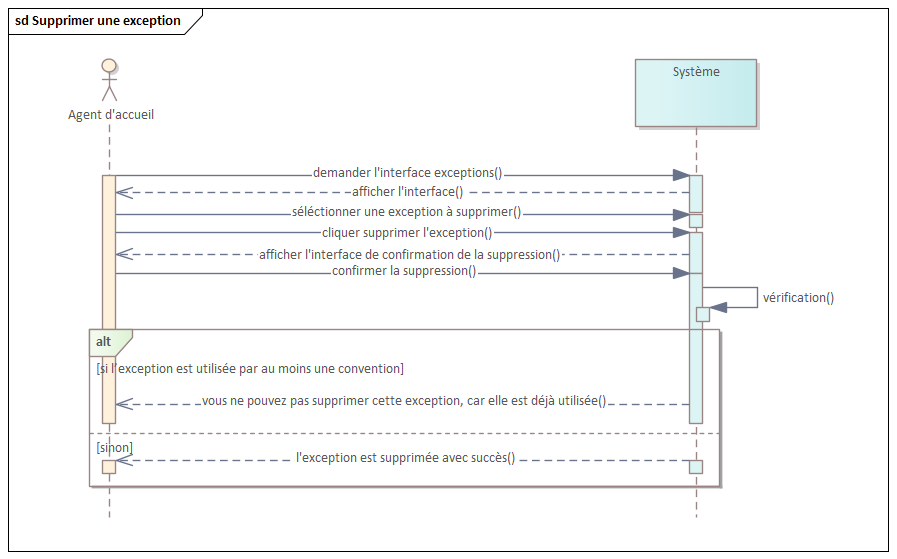 sd Supprimer une exception
Agent d'accueil
Système
demander l'interface exceptions()
afficher l'interface()
séléctionner une exception à supprimer()
cliquer supprimer l'exception()
afficher l'interface de confirmation de la suppression()
confirmer la suppression()
vérification()
alt
[si l'exception est utilisée par au moins une convention]
vous ne pouvez pas supprimer cette exception, car elle est déjà utilisée()
[sinon]
l'exception est supprimée avec succès()